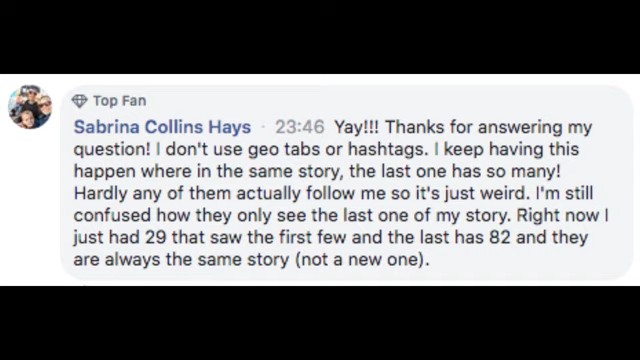 Top Fan
Sabrina Collins Hays · 23:46 Yay!!! Thanks for answering my
question! I don't use geo tabs or hashtags. I keep having this
happen where in the same story, the last one has so many!
Hardly any of them actually follow me so it's just weird. I'm still
confused how they only see the last one of my story. Right now I
just had 29 that saw the first few and the last has 82 and they
are always the same story (not a new one).